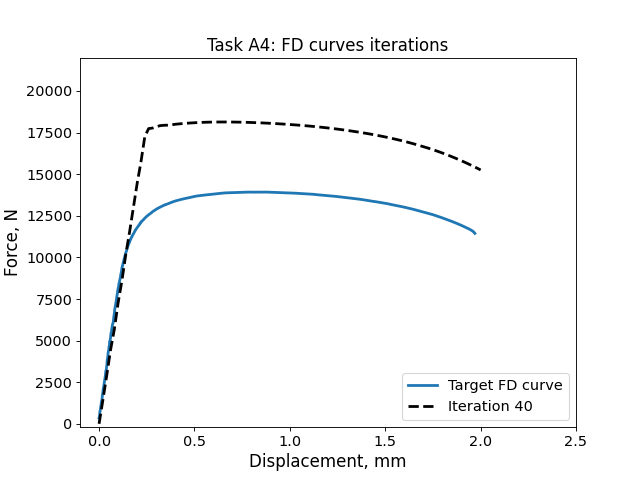 Task A4: FD curves iterations
20000
17500
15000
12500
10000
7500
5000
2500
0
Force, N
0.0 0.5 1.0 1.5 2.0 2.5
Displacement, mm
Target FD curve
Iteration 40